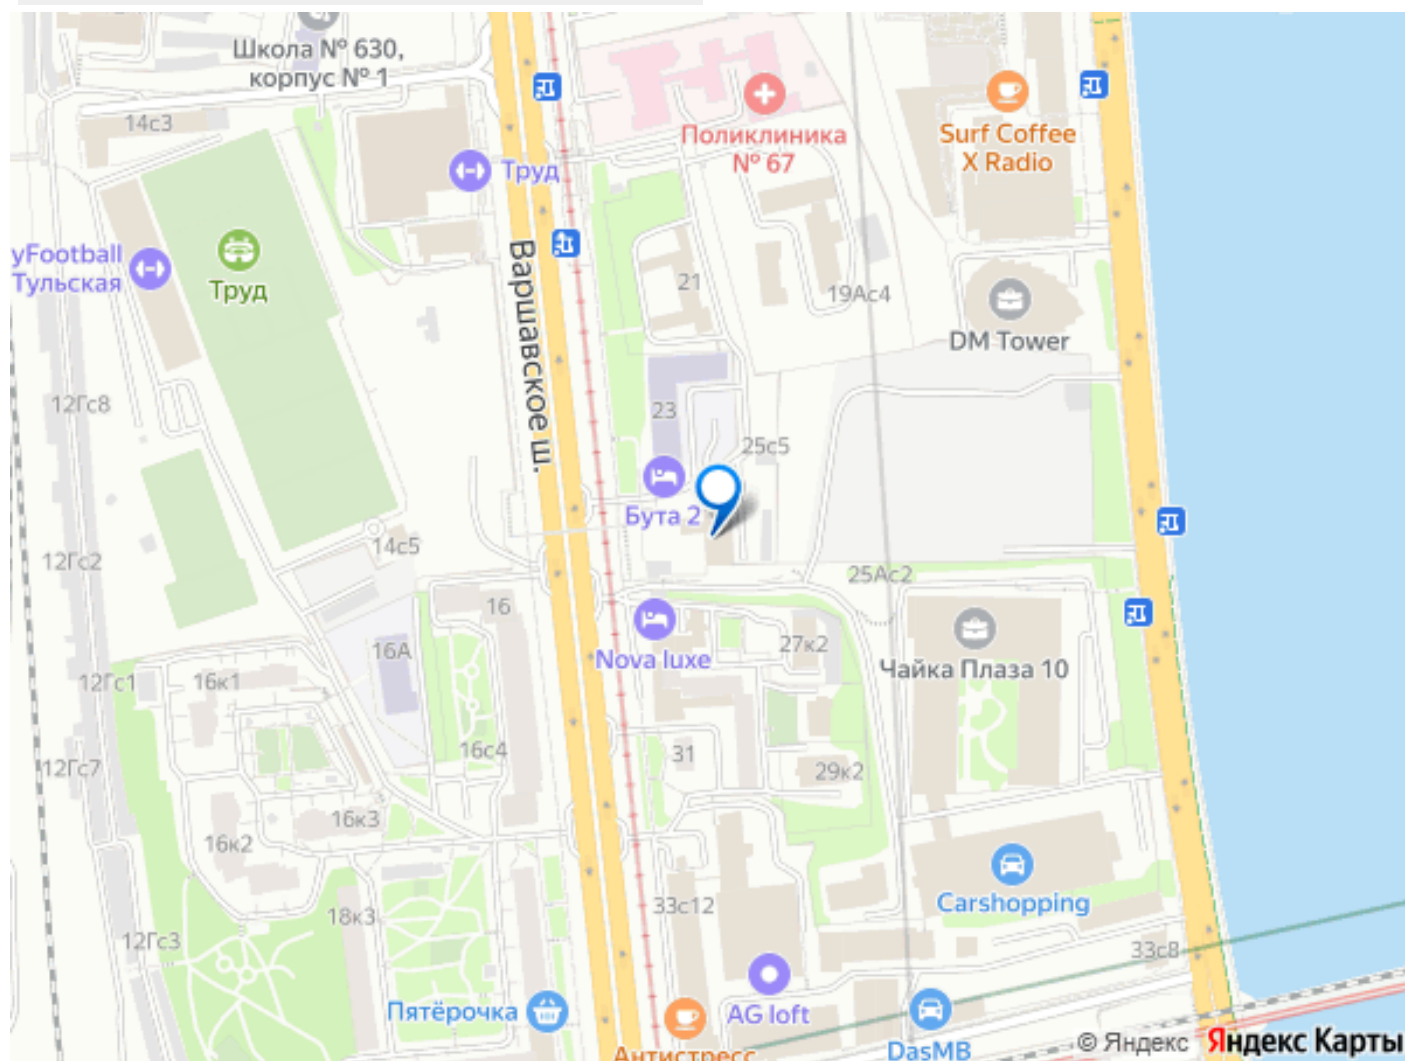 Школа № 630,
корпус № 1
14с3
Поликлиника
№ 67
Surf Coffee
X Radio
Труд
yFootball
Тульская
Труд
Варшавское ш.
21
19Ас4
DM Tower
12Гс8
23
25с5
Бута 2
14с5
12Гс2
25Ас2
16
16А
Nova luxe
27к2
Чайка Плаза 10
12Гс1
16к1
16с4
31
29к2
12Гс7
16к3
16к2
Carshopping
18к3
33с12
12Гс3
33с8
Пятёрочка
AG loft
Антистресс
DasMB
© Яндекс Яндекс Карты